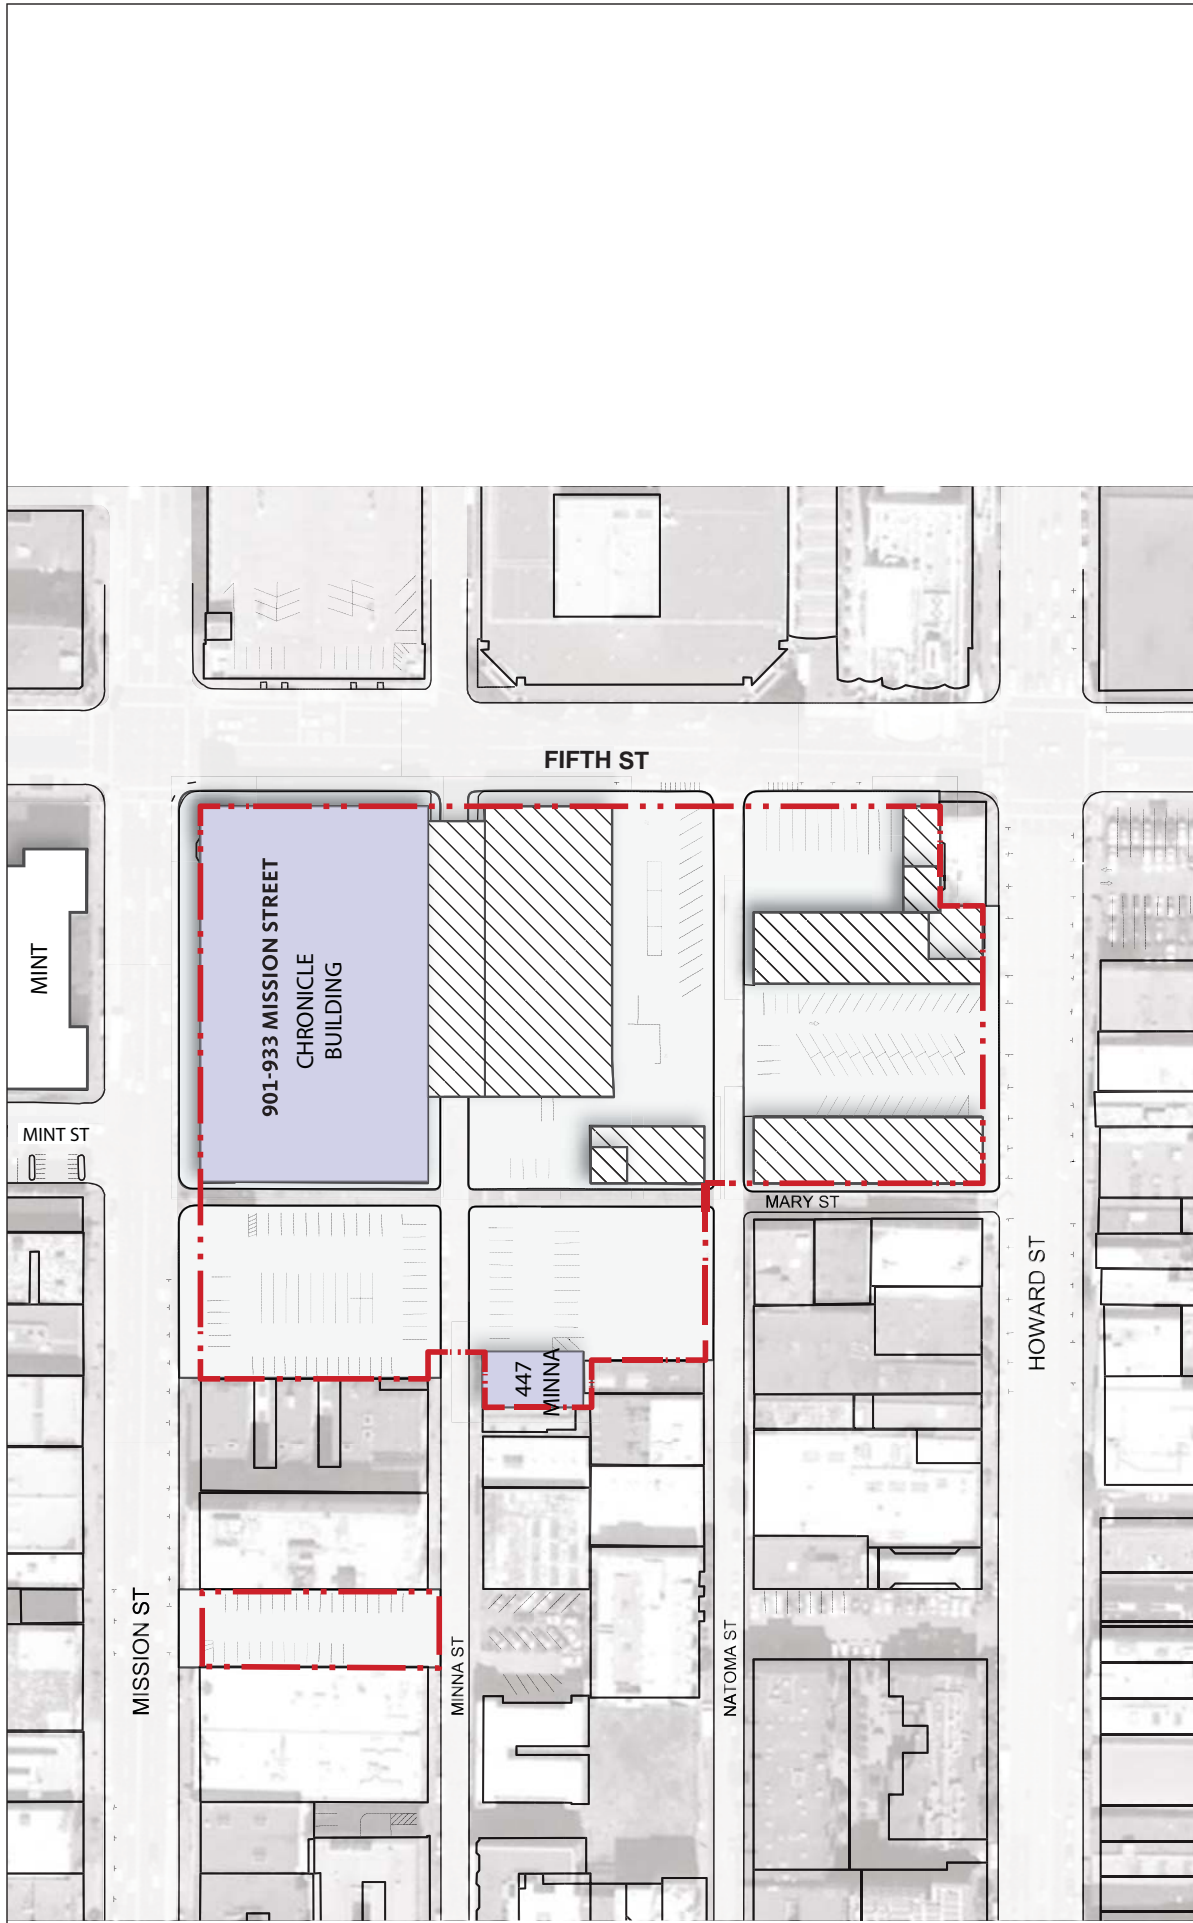 FIFTH ST
901-933 MISSION STREET
CHRONICLE
BUILDING
MINT
MINT ST
MARY ST
HOWARD ST
447
MINNA
MISSION ST
MINNA ST
NATOMA ST